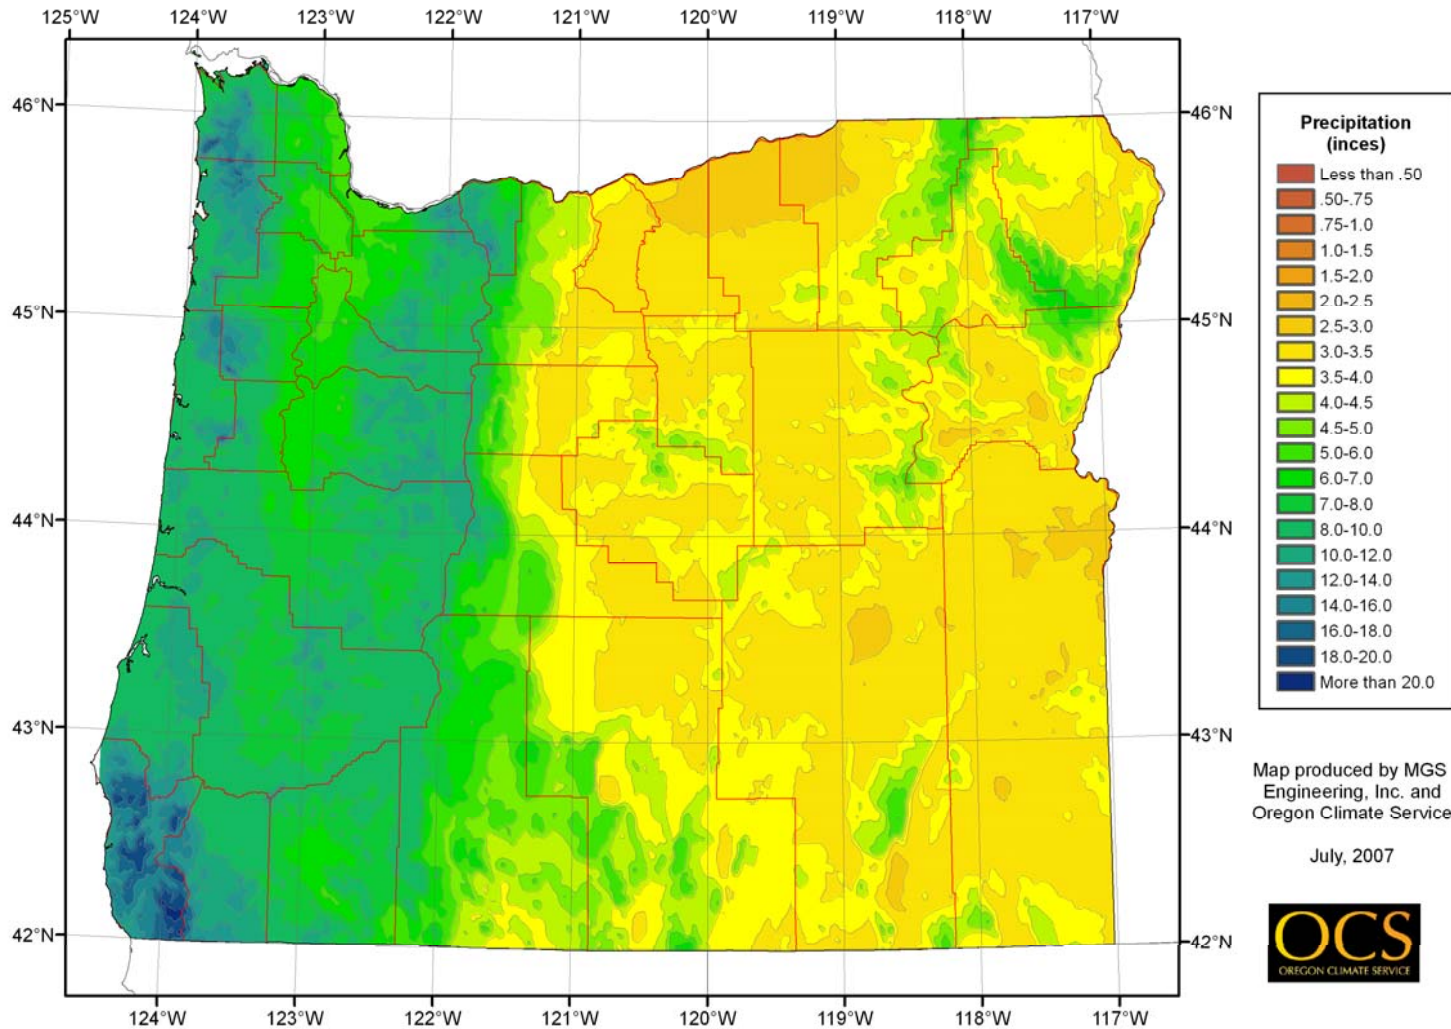 125°W 124°W 123°W 122°W 121°W 120°W 119°W 118°W 117°W
46°N 46°N
45°N 45°N
44°N 44°N
43°N 43°N
42°N 42°N
124°W 123°W 122°W 121°W 120°W 119°W 118°W 117°W
Precipitation
(inces)
Less than .50
.50-.75
.75-1.0
1.0-1.5
1.5-2.0
2.0-2.5
2.5-3.0
3.0-3.5
3.5-4.0
4.0-4.5
4.5-5.0
5.0-6.0
6.0-7.0
7.0-8.0
8.0-10.0
10.0-12.0
12.0-14.0
14.0-16.0
16.0-18.0
18.0-20.0
More than 20.0
Map produced by MGS
Engineering, Inc. and
Oregon Climate Service
July, 2007
OCS
OREGON CLIMATE SERVICE